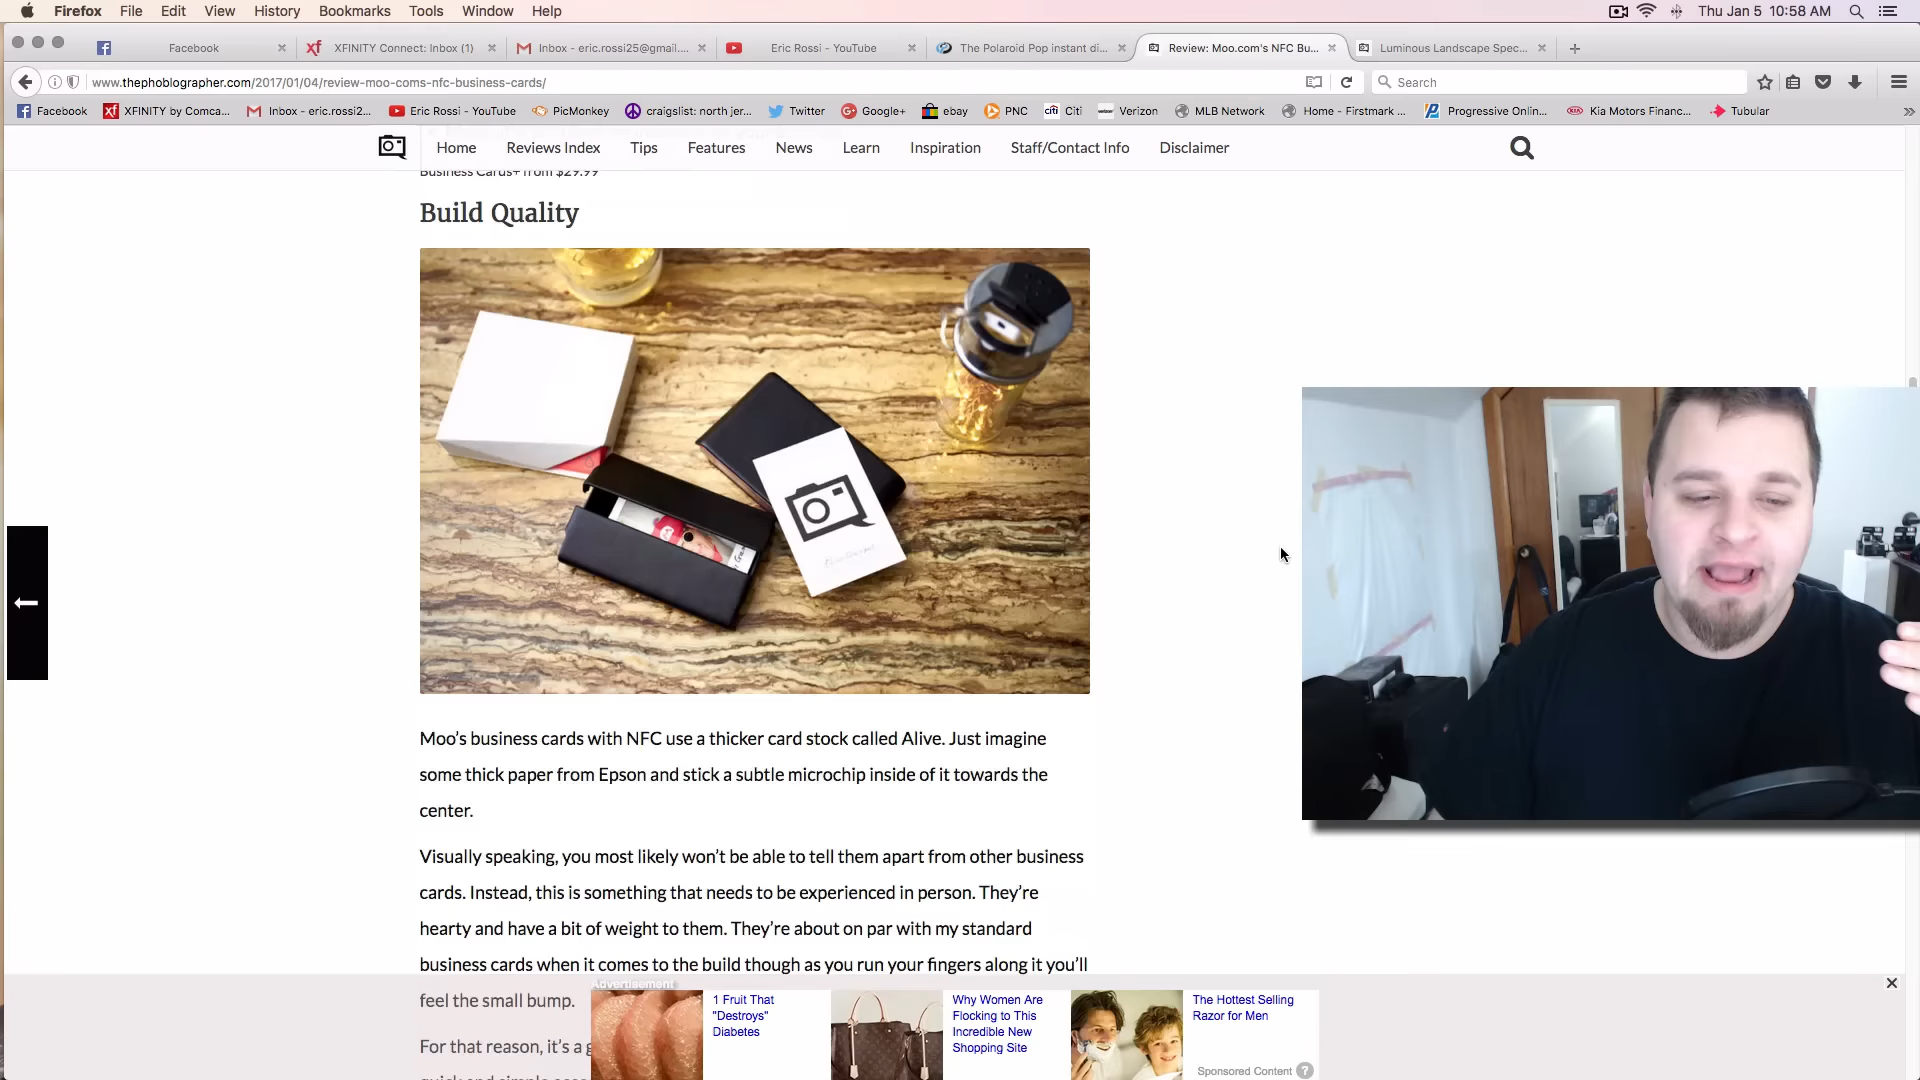 Firefox File Edit View History Bookmarks Tools Window Help Thu Jan 5 10:58 AM
Facebook XFINITY Connect: Inbox (1) Inbox - eric.rossi25@gmail.... Eric Rossi - YouTube The Polaroid Pop instant di... Review: Moo.com's NFC Bu... Luminous Landscape Spec...
www.thephoblographer.com/2017/01/04/review-moo-coms-nfc-business-cards/ Search
Facebook XFINITY by Comca... Inbox - eric.rossi2... Eric Rossi - YouTube PicMonkey craigslist: north jer... Twitter Google+ ebay PNC Citi Verizon MLB Network Home - Firstmark ... Progressive Onlin... Kia Motors Financ... Tubular
Home Reviews Index Tips Features News Learn Inspiration Staff/Contact Info Disclaimer
Business Cards+ from $29.99
Build Quality
Moo’s business cards with NFC use a thicker card stock called Alive. Just imagine
some thick paper from Epson and stick a subtle microchip inside of it towards the
center.
Visually speaking, you most likely won’t be able to tell them apart from other business
cards. Instead, this is something that needs to be experienced in person. They’re
hearty and have a bit of weight to them. They’re about on par with my standard
business cards when it comes to the build though as you run your fingers along it you’ll
feel the small bump.
For that reason, it’s a
Advertisement
1 Fruit That
"Destroys"
Diabetes
Why Women Are
Flocking to This
Incredible New
Shopping Site
The Hottest Selling
Razor for Men
Sponsored Content ?